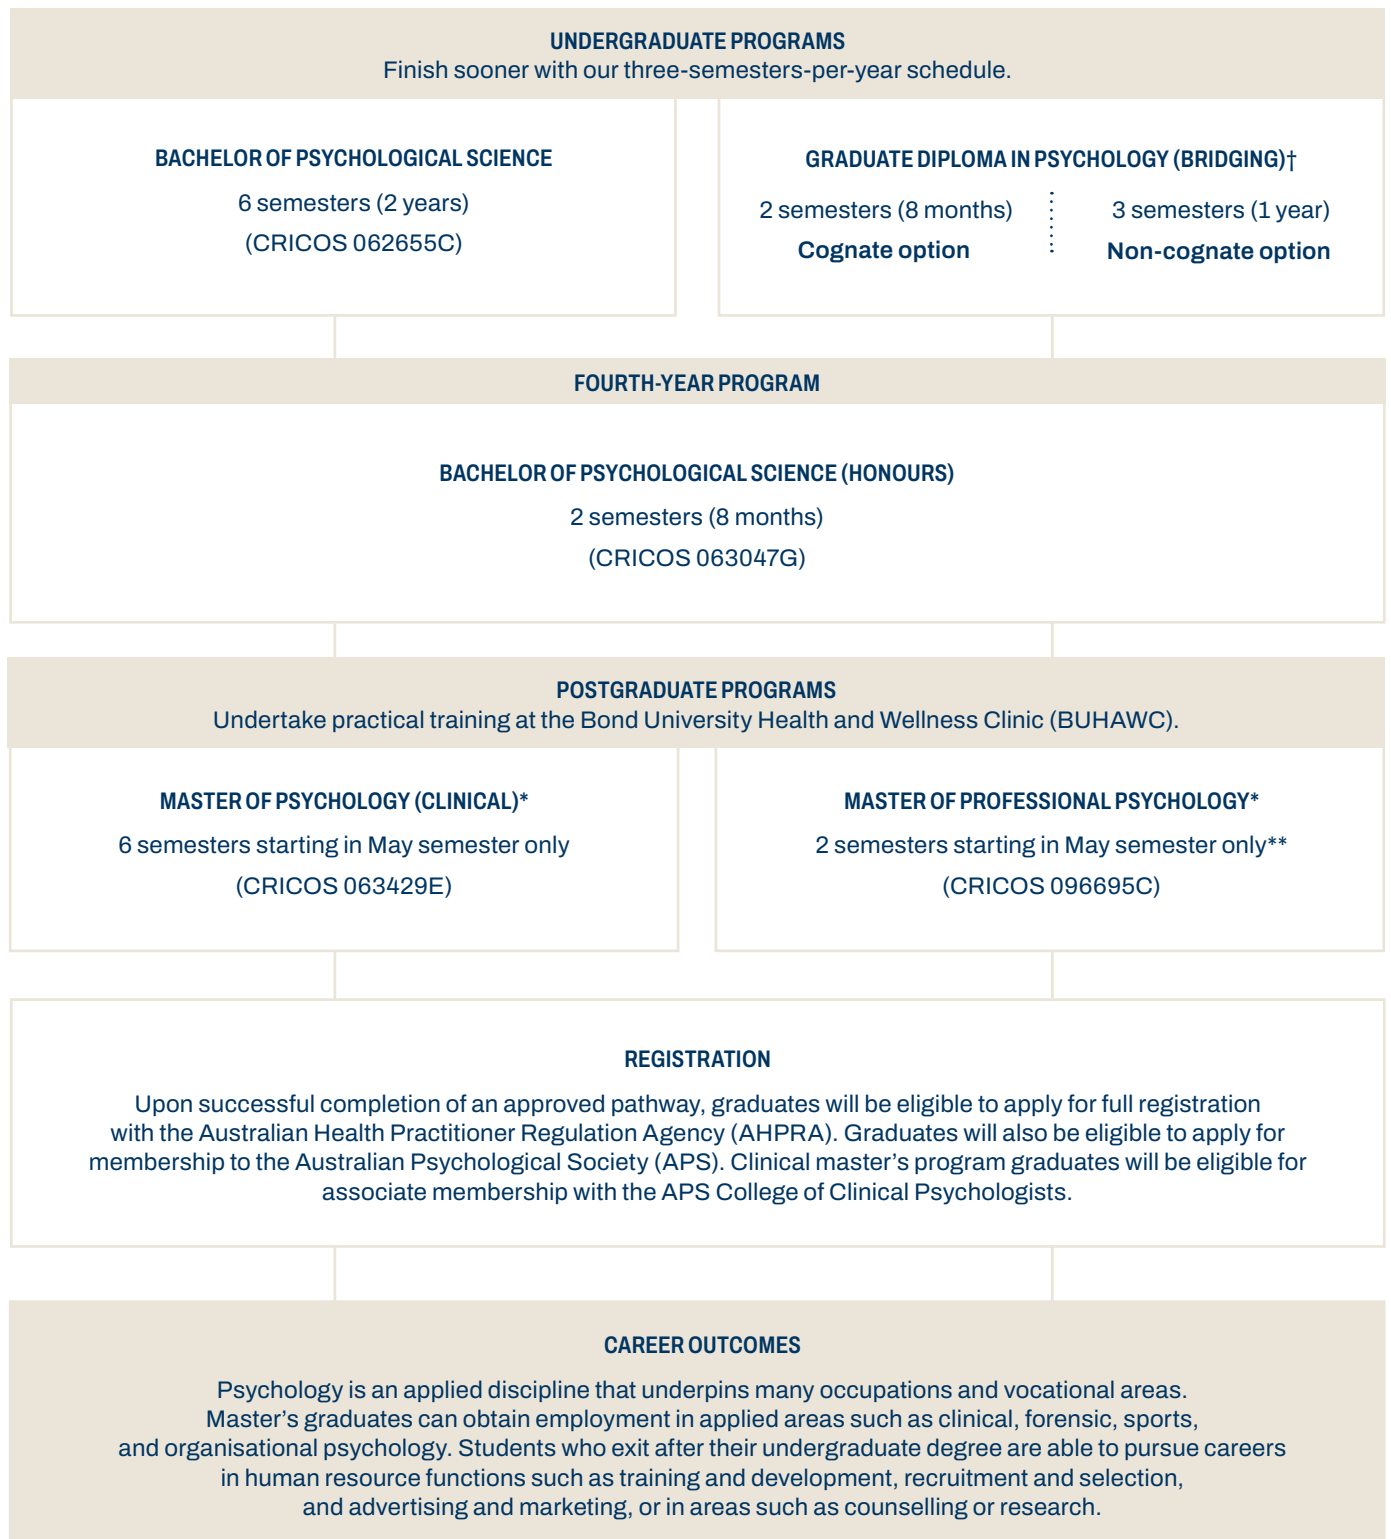 UNDERGRADUATE PROGRAMS
Finish sooner with our three-semesters-per-year schedule.
BACHELOR OF PSYCHOLOGICAL SCIENCE
6 semesters (2 years)
(CRICOS 062655C)
GRADUATE DIPLOMA IN PSYCHOLOGY (BRIDGING)†
2 semesters (8 months)
Cognate option
3 semesters (1 year)
Non-cognate option
FOURTH-YEAR PROGRAM
BACHELOR OF PSYCHOLOGICAL SCIENCE (HONOURS)
2 semesters (8 months)
(CRICOS 063047G)
POSTGRADUATE PROGRAMS
Undertake practical training at the Bond University Health and Wellness Clinic (BUHAWC).
MASTER OF PSYCHOLOGY (CLINICAL)*
6 semesters starting in May semester only
(CRICOS 063429E)
MASTER OF PROFESSIONAL PSYCHOLOGY*
2 semesters starting in May semester only**
(CRICOS 096695C)
REGISTRATION
Upon successful completion of an approved pathway, graduates will be eligible to apply for full registration
with the Australian Health Practitioner Regulation Agency (AHPRA). Graduates will also be eligible to apply for
membership to the Australian Psychological Society (APS). Clinical master's program graduates will be eligible for
associate membership with the APS College of Clinical Psychologists.
CAREER OUTCOMES
Psychology is an applied discipline that underpins many occupations and vocational areas.
Master's graduates can obtain employment in applied areas such as clinical, forensic, sports,
and organisational psychology. Students who exit after their undergraduate degree are able to pursue careers
in human resource functions such as training and development, recruitment and selection,
and advertising and marketing, or in areas such as counselling or research.